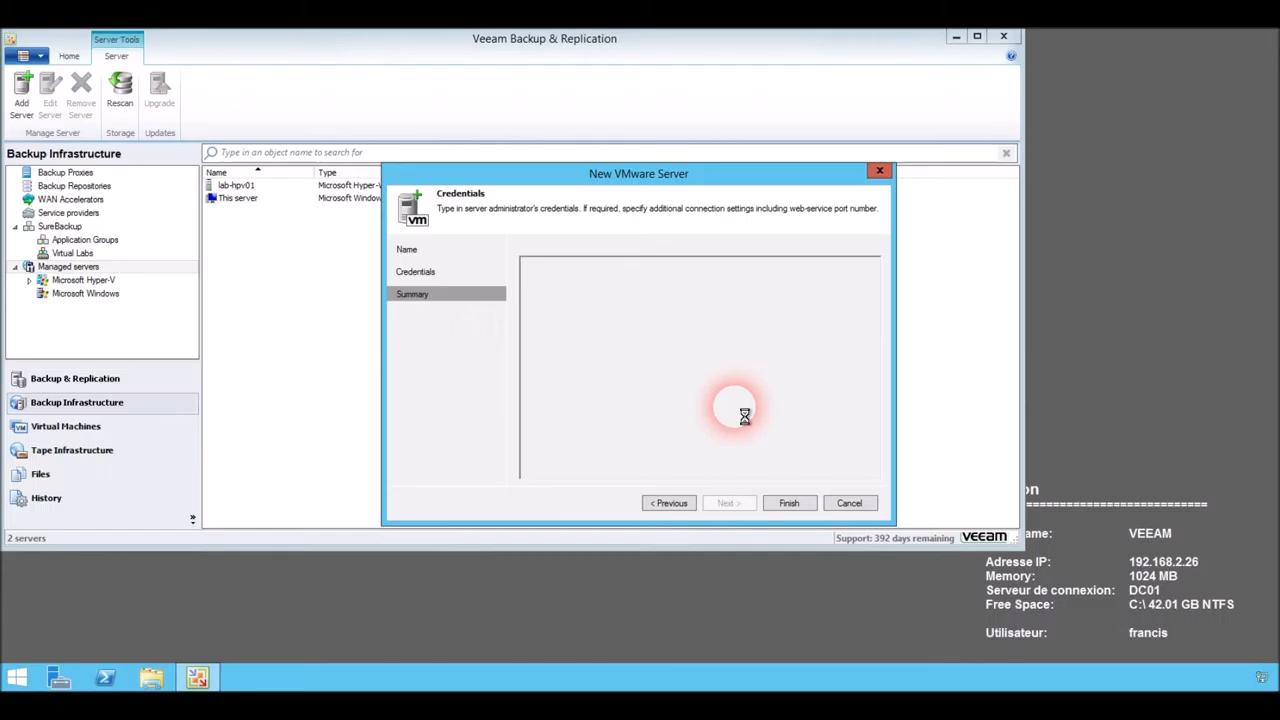 Server Tools
Veeam Backup & Replication
Home
Server
Add Server
Edit Server
Remove Server
Rescan
Upgrade
Manage Server
Storage
Updates
Backup Infrastructure
Type in an object name to search for
Backup Proxies
Backup Repositories
WAN Accelerators
Service providers
SureBackup
Application Groups
Virtual Labs
Managed servers
Microsoft Hyper-V
Microsoft Windows
Name
Type
lab-hpv01
Microsoft Hyper-V
This server
Microsoft Windows
New VMware Server
vm
Credentials
Type in server administrator's credentials. If required, specify additional connection settings including web-service port number.
Name
Credentials
Summary
< Previous
Next >
Finish
Cancel
Backup & Replication
Backup Infrastructure
Virtual Machines
Tape Infrastructure
Files
History
2 servers
Support: 392 days remaining
VEEAM
on
====================================
ame:
VEEAM
Adresse IP:
192.168.2.26
Memory:
1024 MB
Serveur de connexion:
DC01
Free Space:
C:\ 42.01 GB NTFS
Utilisateur:
francis